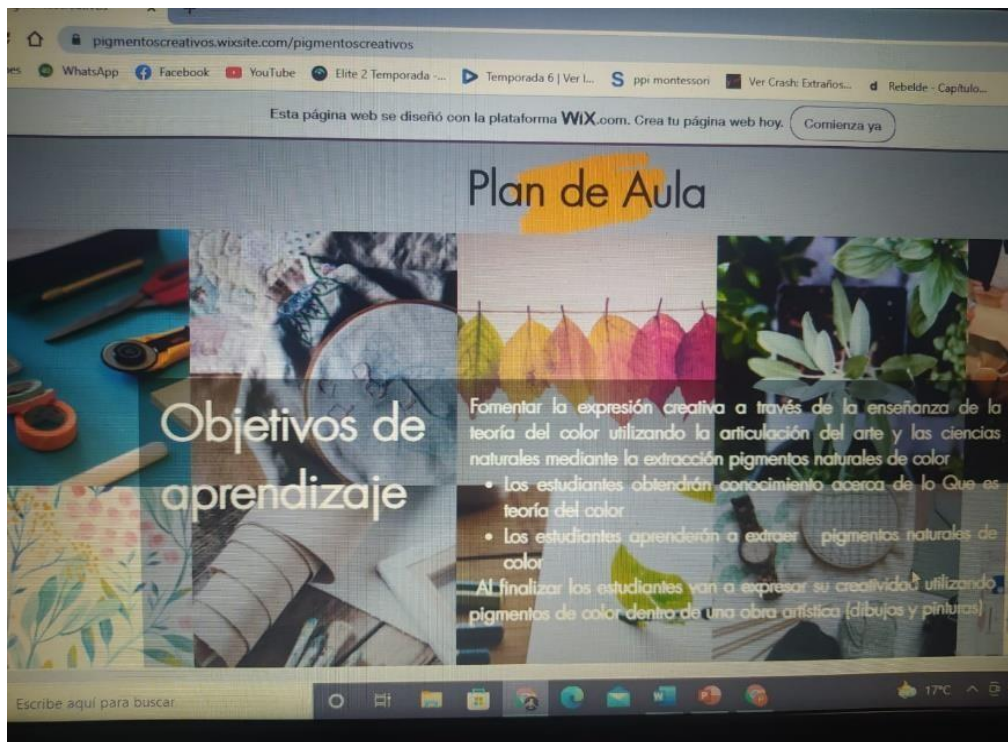 pigmentoscreativos.wixsite.com/pigmentoscreativos
WhatsApp
Facebook
YouTube
Elite 2 Temporada -...
Temporada 6 | Ver l...
ppi montessori
Ver Crash: Extraños...
Rebelde - Capítulo...
Esta página web se diseñó con la plataforma WiX.com. Crea tu página web hoy.
Comienza ya
Plan de Aula
Objetivos de
aprendizaje
Fomentar la expresión creativa a través de la enseñanza de la
teoría del color utilizando la articulación del arte y las ciencias
naturales mediante la extracción pigmentos naturales de color
• Los estudiantes obtendrán conocimiento acerca de lo Que es
teoría del color
• Los estudiantes aprenderán a extraer pigmentos naturales de
color
Al finalizar los estudiantes van a expresar su creatividad utilizando
pigmentos de color dentro de una obra artística (dibujos y pinturas)
Escribe aquí para buscar
17°C